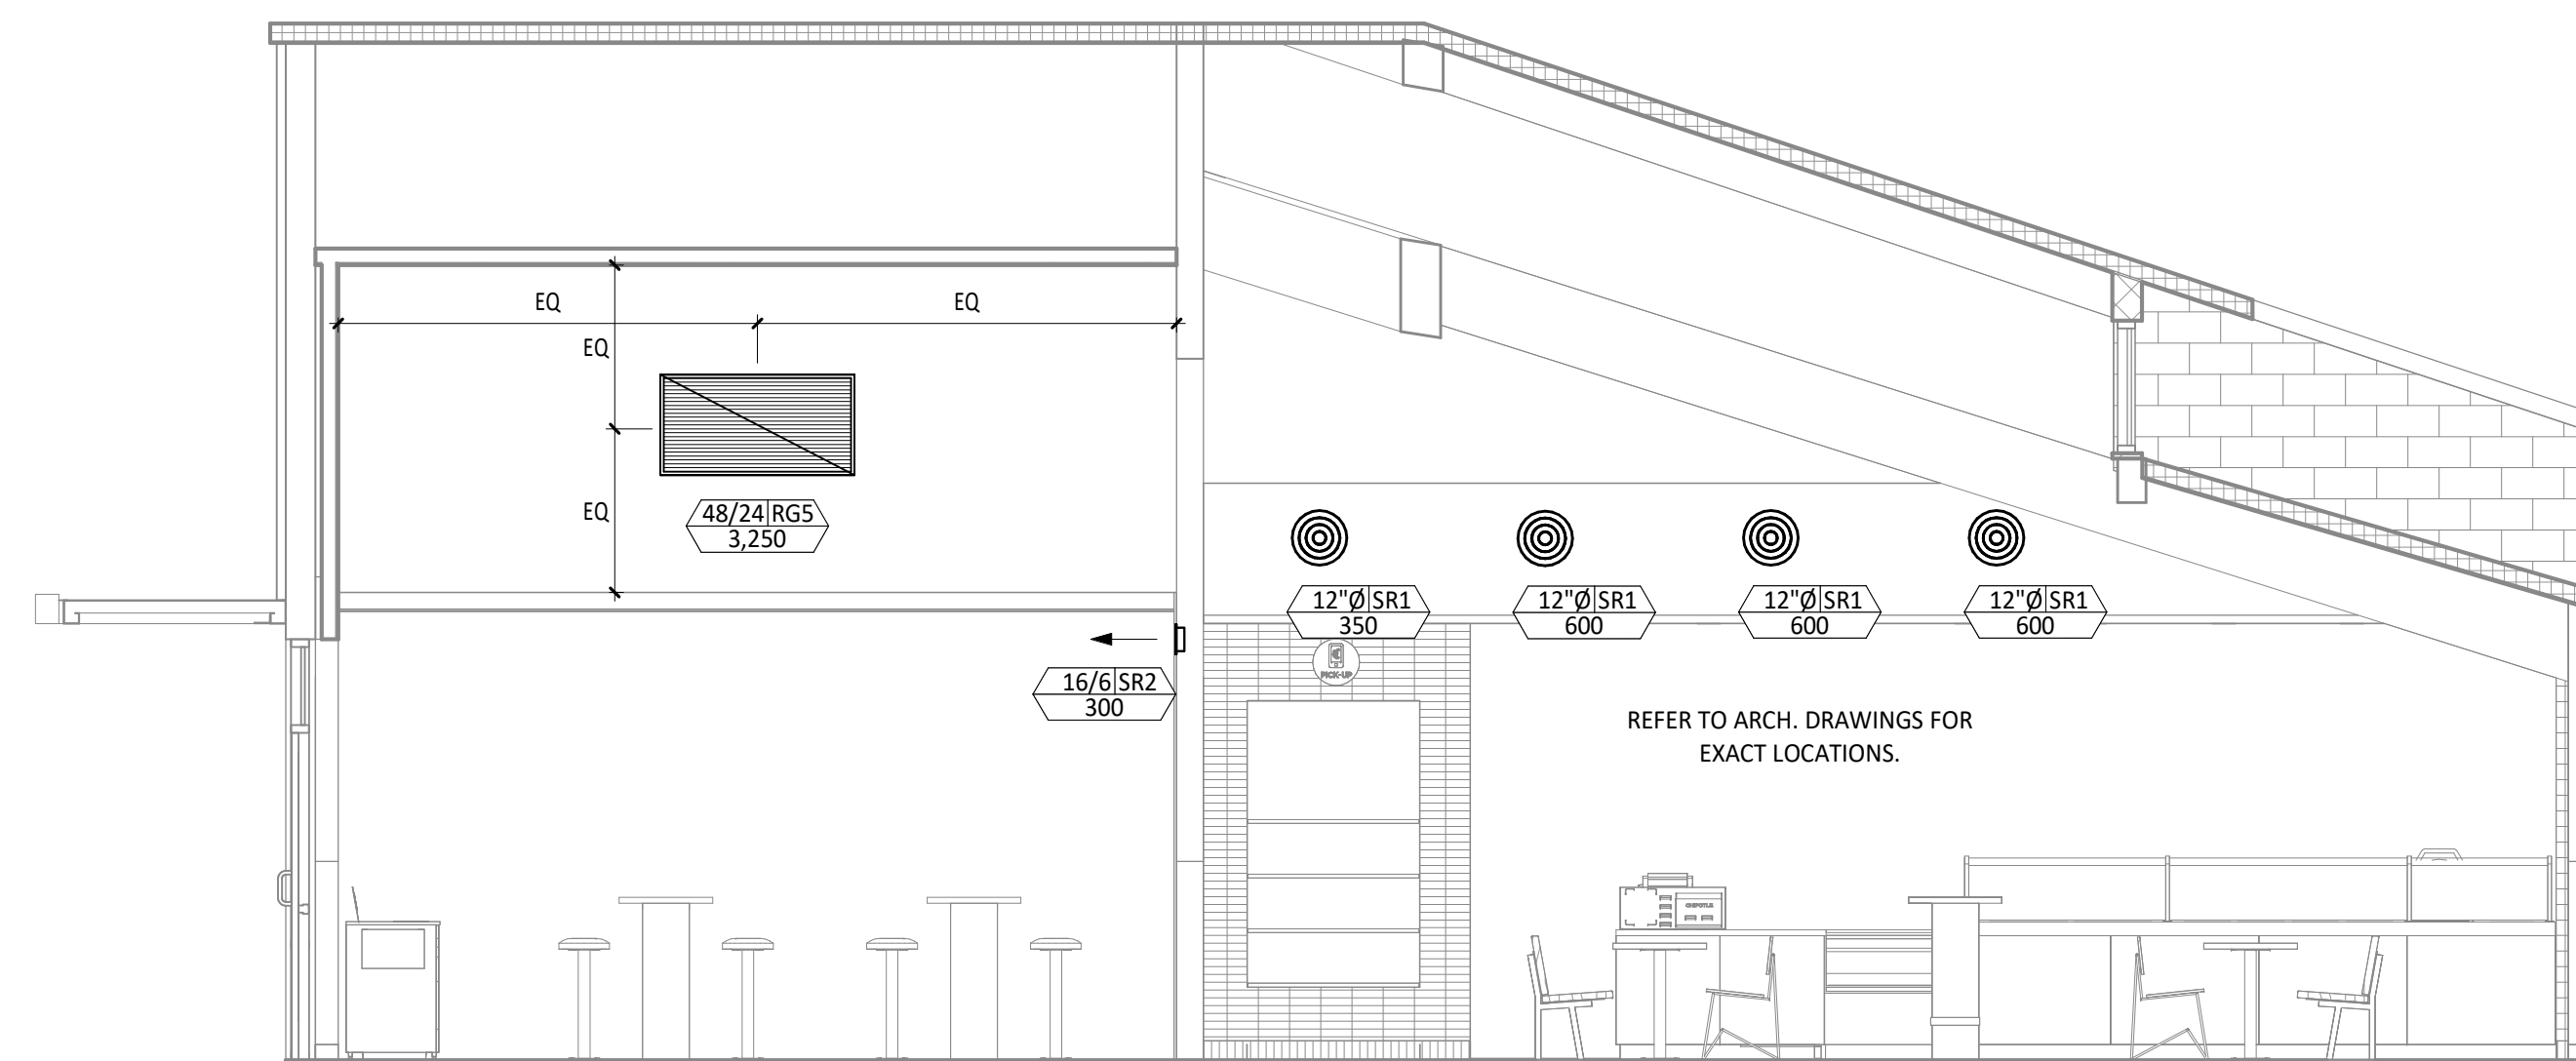 EQ
EQ
EQ
EQ
48/24 RG5
3,250
12"Ø SR1
350
12"Ø SR1
600
12"Ø SR1
600
12"Ø SR1
600
PICK-UP
16/6 SR2
300
REFER TO ARCH. DRAWINGS FOR
EXACT LOCATIONS.
CHIPOTLE